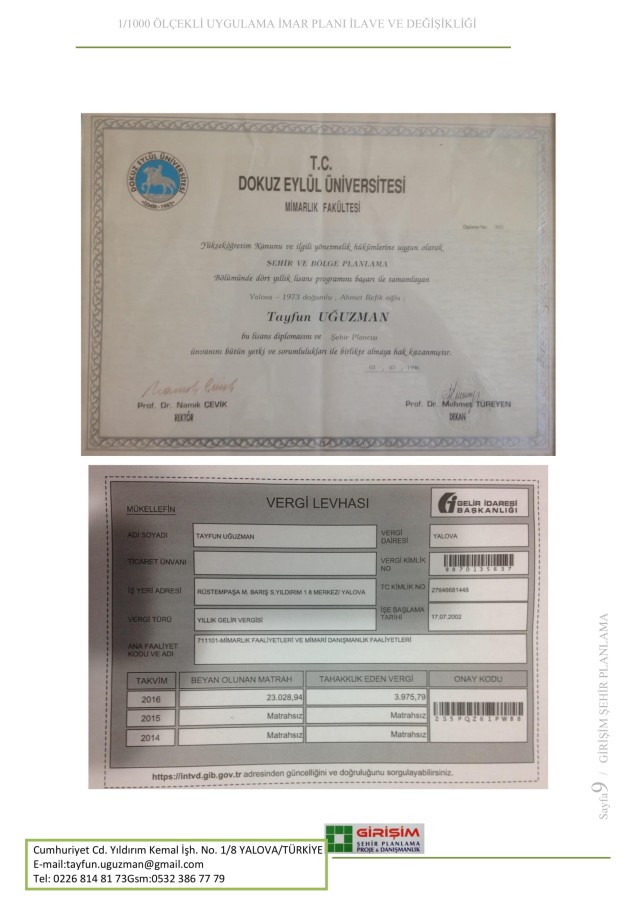 1/1000 ÖLÇEKLİ UYGULAMA İMAR PLANI İLAVE VE DEĞİŞİKLİĞİ
DOKUZ EYLÜL ÜNİVERSİTESİ
T.C.
DOKUZ EYLÜL ÜNİVERSİTESİ
MİMARLIK FAKÜLTESİ
Diploma No:
Yükseköğretim Kanunu ve ilgili yönetmelik hükümlerine uygun olarak
ŞEHİR VE BÖLGE PLANLAMA
Bölümünde dört yıllık lisans programını başarı ile tamamlayan
Yalova - 1973 doğumlu , Ahmet Refik oğlu ,
Tayfun UĞUZMAN
bu lisans diplomasını ve Şehir Plancısı
ünvanını bütün yetki ve sorumlulukları ile birlikte almaya hak kazanmıştır.
Prof. Dr. Namık ÇEVİK
REKTÖR
Prof. Dr. Mehmet TÜREYEN
DEKAN
MÜKELLEFİN
VERGİ LEVHASI
GELİR İDARESİ
BAŞKANLIĞI
ADI SOYADI
TAYFUN UĞUZMAN
VERGİ DAİRESİ
YALOVA
TİCARET ÜNVANI
VERGİ KİMLİK NO
8870135637
İŞ YERİ ADRESİ
RÜSTEMPAŞA M. BARIŞ S.YILDIRIM 1 8 MERKEZ/ YALOVA
TC KİMLİK NO
27646681448
VERGİ TÜRÜ
YILLIK GELİR VERGİSİ
İŞE BAŞLAMA TARİHİ
17.07.2002
ANA FAALİYET KODU VE ADI
711101-MİMARLIK FAALİYETLERİ VE MİMARİ DANIŞMANLIK FAALİYETLERİ
TAKVİM BEYAN OLUNAN MATRAH TAHAKKUK EDEN VERGİ ONAY KODU
2016 23.028,94 3.975,79
2015 Matrahsız Matrahsız
2014 Matrahsız Matrahsız
https://intvd.gib.gov.tr adresinden güncelliğini ve doğruluğunu sorgulayabilirsiniz.
Sayfa9 / GİRİŞİM ŞEHİR PLANLAMA
GİRİŞİM
ŞEHİR PLANLAMA
PROJE & DANIŞMANLIK
Cumhuriyet Cd. Yıldırım Kemal İşh. No. 1/8 YALOVA/TÜRKİYE
E-mail:tayfun.uguzman@gmail.com
Tel: 0226 814 81 73Gsm:0532 386 77 79